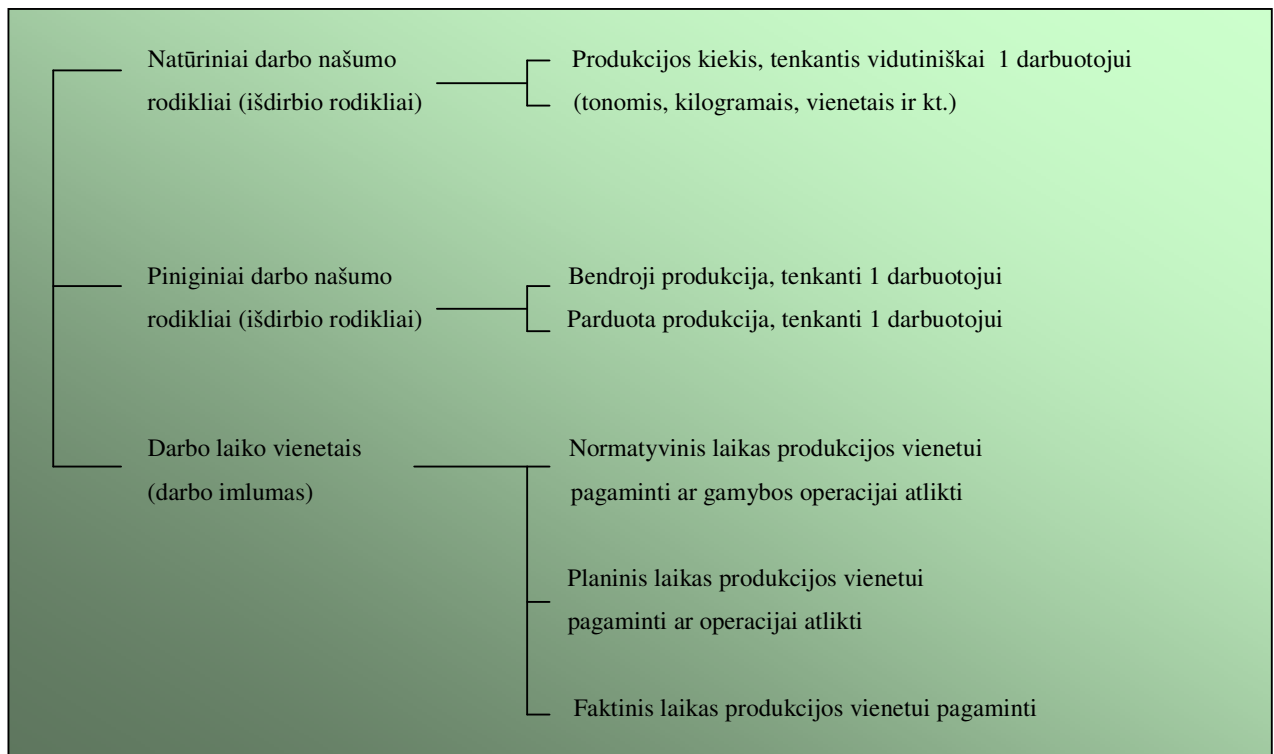 Natūriniai darbo našumo
rodikliai (išdirbio rodikliai)
Produkcijos kiekis, tenkantis vidutiniškai 1 darbuotojui
(tonomis, kilogramais, vienetais ir kt.)
Piniginiai darbo našumo
rodikliai (išdirbio rodikliai)
Bendroji produkcija, tenkanti 1 darbuotojui
Parduota produkcija, tenkanti 1 darbuotojui
Darbo laiko vienetais
(darbo imlumas)
Normatyvinis laikas produkcijos vienetui
pagaminti ar gamybos operacijai atlikti
Planinis laikas produkcijos vienetui
pagaminti ar operacijai atlikti
Faktinis laikas produkcijos vienetui pagaminti